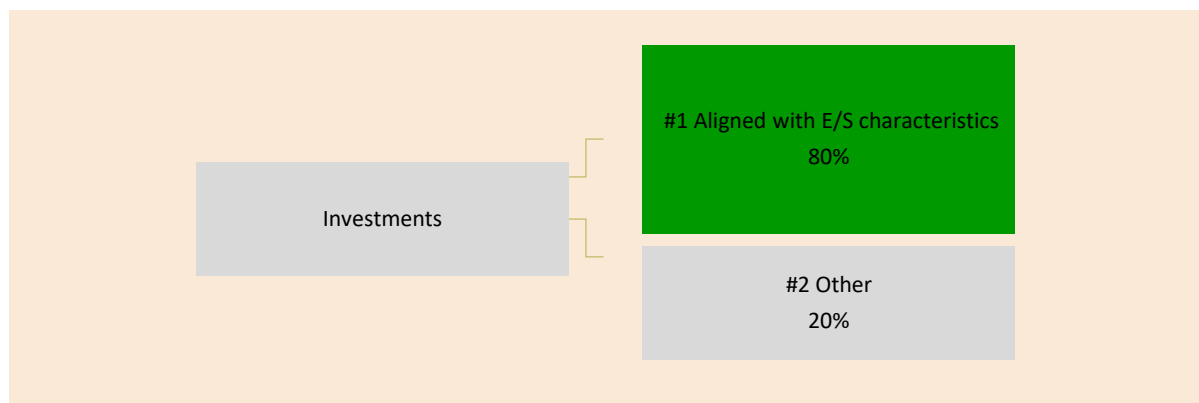 #1 Aligned with E/S characteristics
80%
Investments
#2 Other
20%